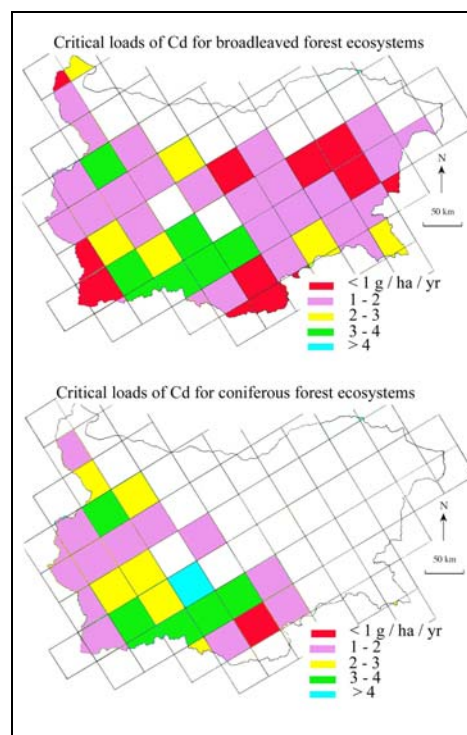 Critical loads of Cd for broadleaved forest ecosystems
N
50 km
< 1 g / ha / yr
1 - 2
2 - 3
3 - 4
> 4
Critical loads of Cd for coniferous forest ecosystems
N
50 km
< 1 g / ha / yr
1 - 2
2 - 3
3 - 4
> 4